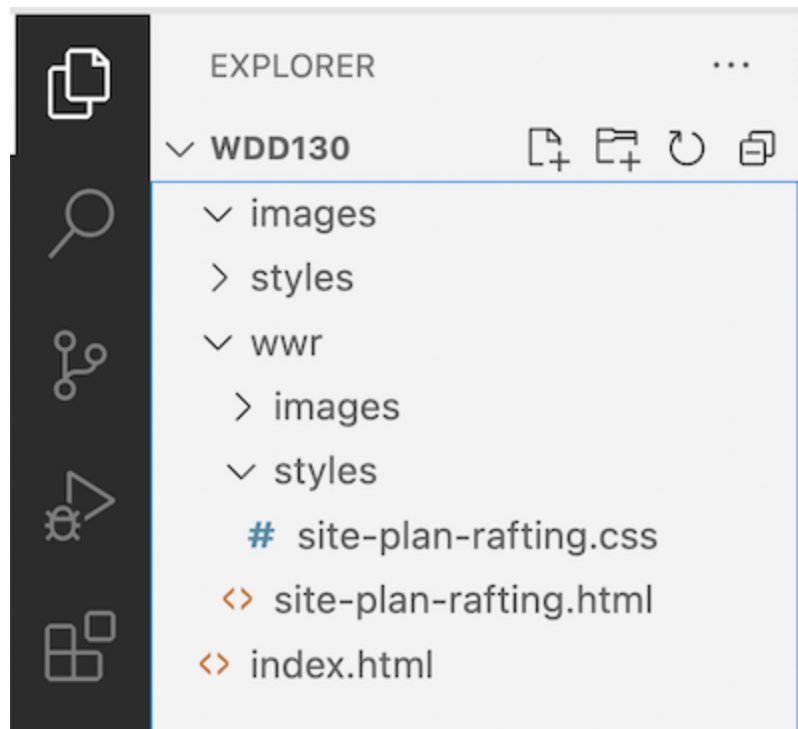 EXPLORER
WDD130
images
styles
wwr
images
styles
# site-plan-rafting.css
<> site-plan-rafting.html
<> index.html